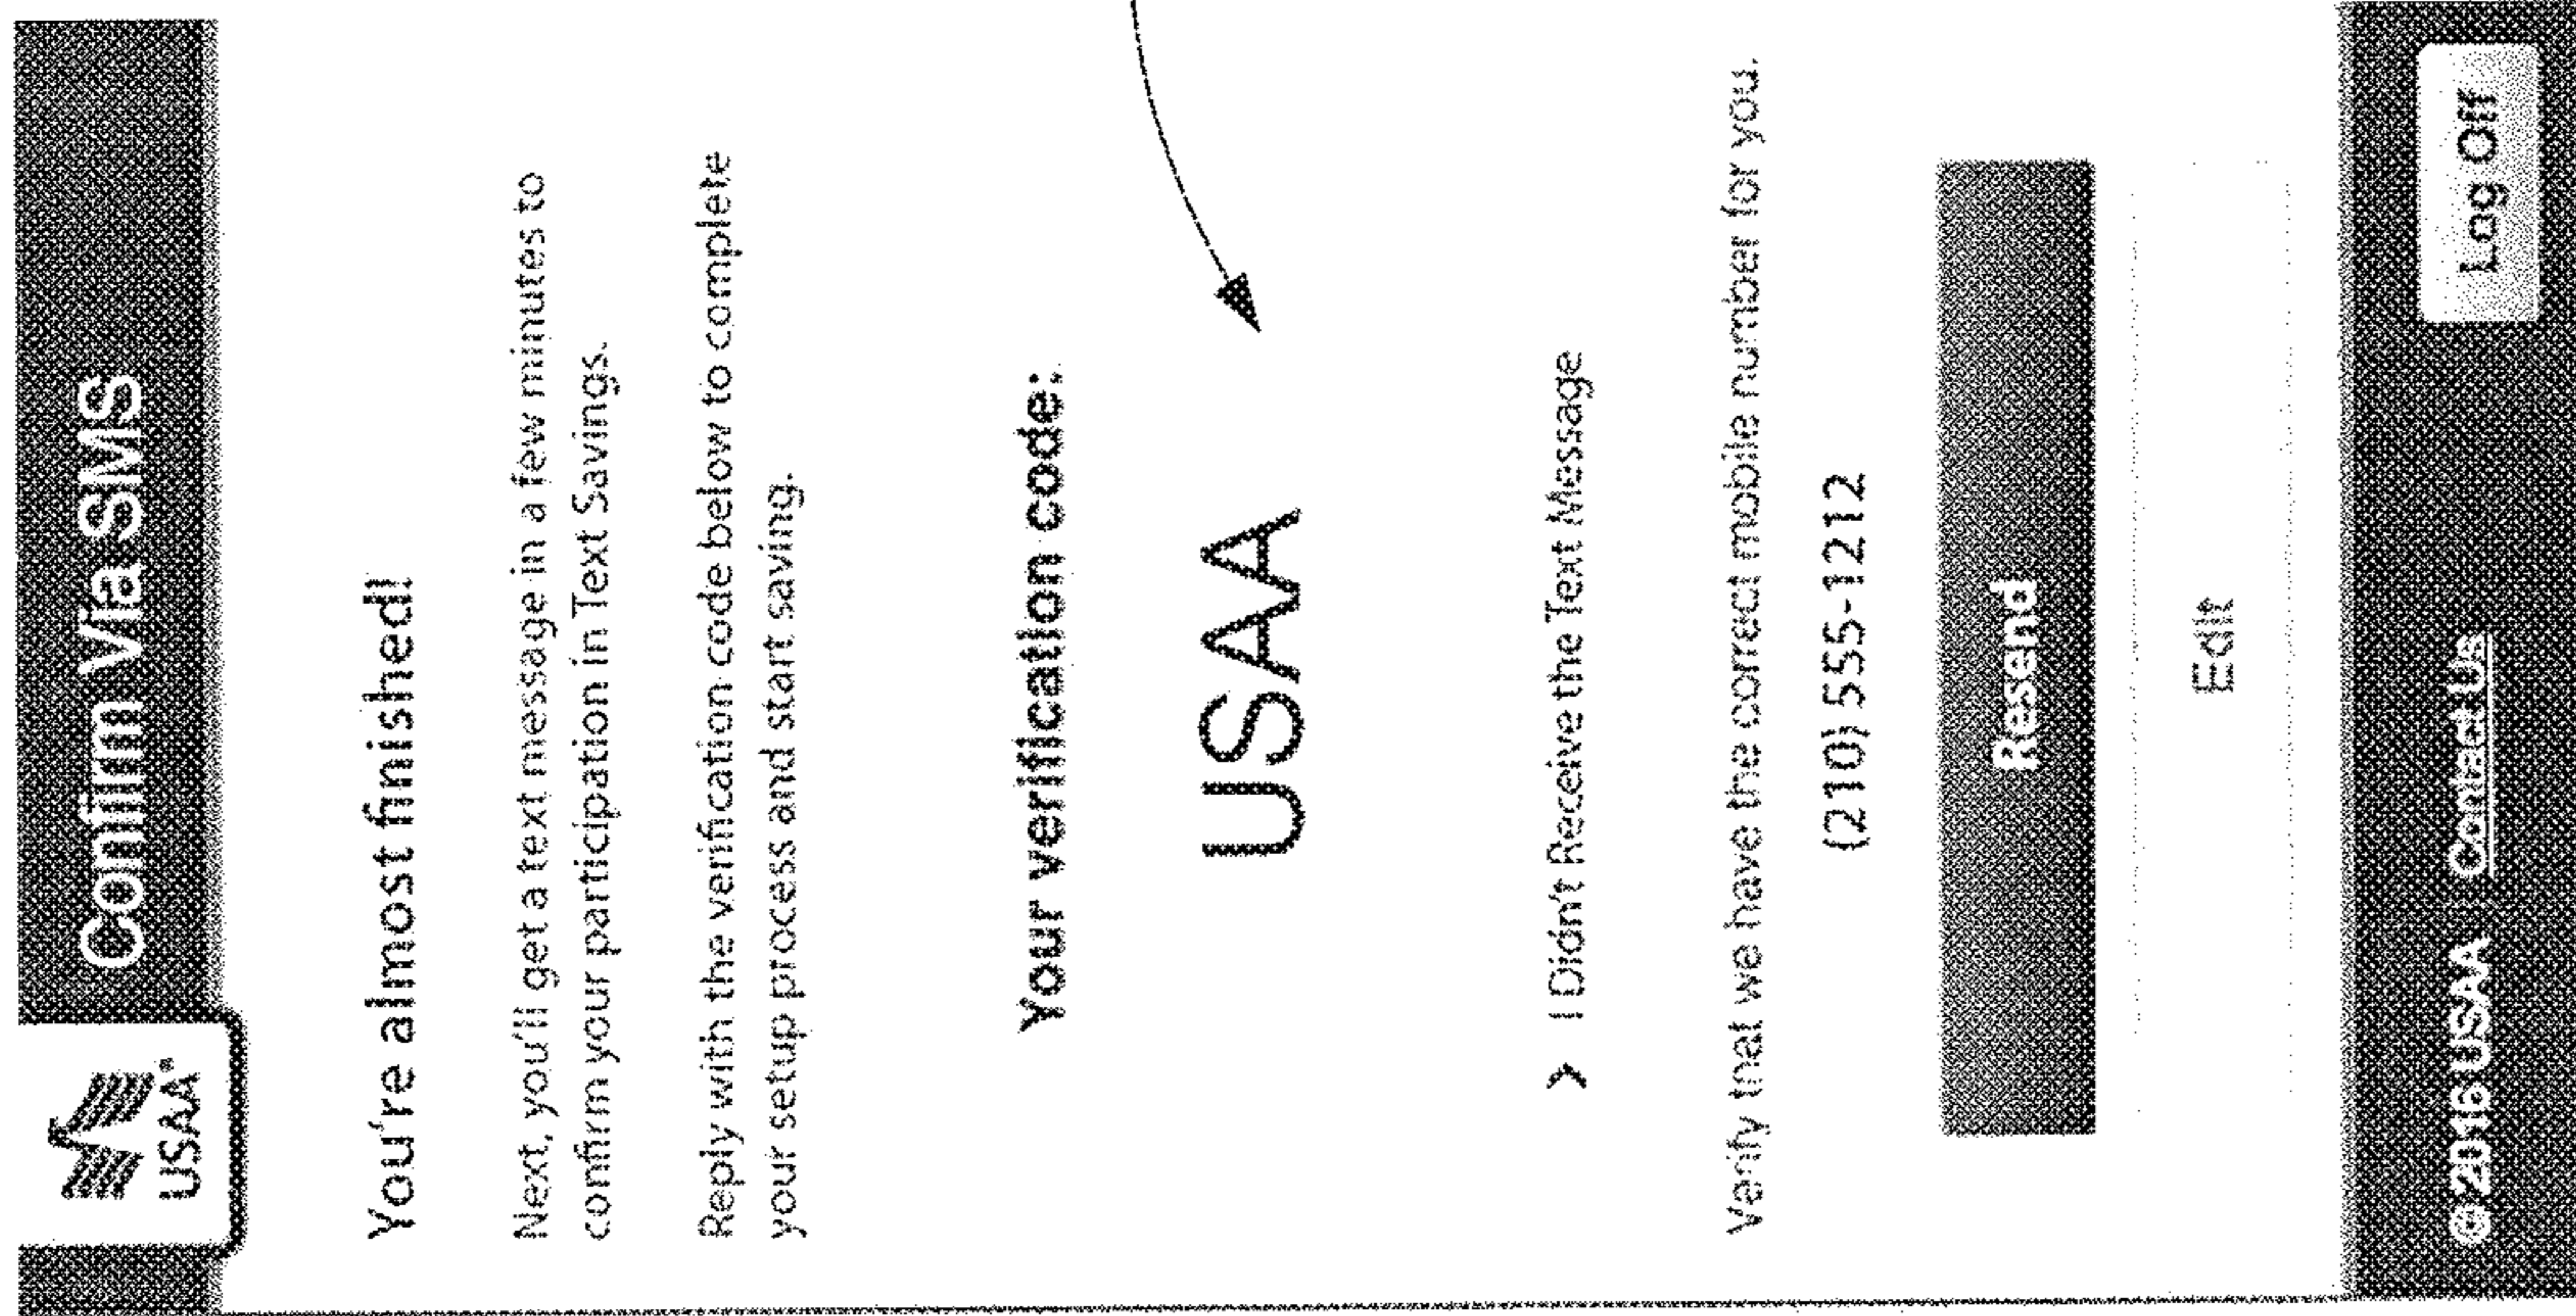 USAA®
Confirm Via SMS
You're almost finished!
Next, you'll get a text message in a few minutes to
confirm your participation in Text Savings.
Reply with the verification code below to complete
your setup process and start saving.
Your verification code:
USAA
I Didn't Receive the Text Message
Verify that we have the correct mobile number for you.
(210) 555-1212
Resend
Edit
© 2016 USAA | Contact Us
Log Off